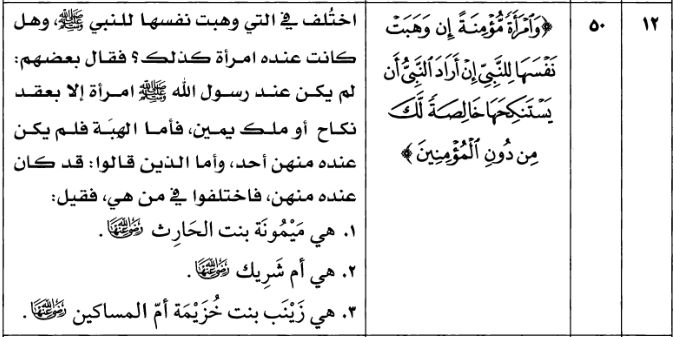 ١٢
٥٠
﴿وَٱمْرَأَةً مُّؤْمِنَةً إِن وَهَبَتْ
نَفْسَهَا لِلنَّبِيِّ إِنْ أَرَادَ ٱلنَّبِيُّ أَن
يَسْتَنكِحَهَا خَالِصَةً لَّكَ
مِن دُونِ ٱلْمُؤْمِنِينَ﴾
اختُلف في التي وهبت نفسها للنبي ﷺ، وهل
كانت عنده امرأة كذلك؟ فقال بعضهم:
لم يكن عند رسول الله ﷺ امرأة إلا بعقد
نكاح أو ملك يمين، فأما الهبَة فلم يكن
عنده منهن أحد، وأما الذين قالوا: قد كان
عنده منهن، فاختلفوا في من هي، فقيل:
١. هي مَيْمُونَة بنت الحَارِث رضي الله عنها.
٢. هي أم شَرِيك رضي الله عنها.
٣. هي زَيْنَب بنت خُزَيْمَة أمّ المساكين رضي الله عنها.